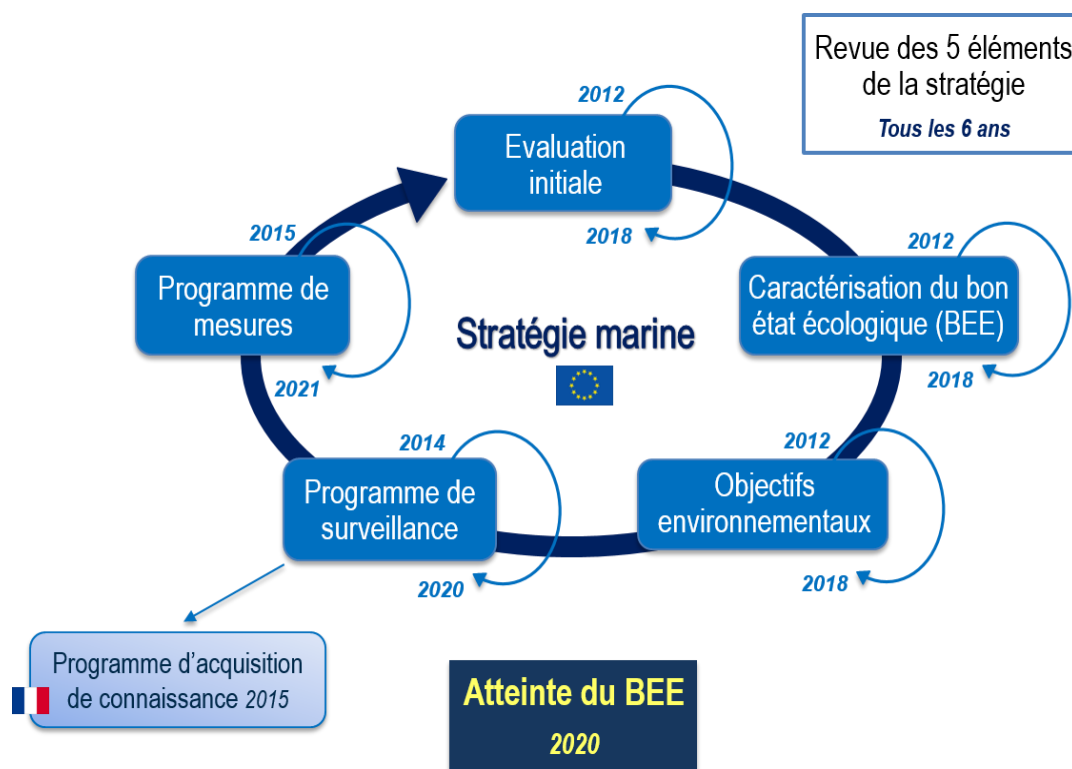 Revue des 5 éléments
de la stratégie
Tous les 6 ans
2012
Evaluation
initiale
2018
2012
Caractérisation du bon
état écologique (BEE)
2018
2012
Objectifs
environnementaux
2018
2014
Programme de
surveillance
2020
2015
Programme de
mesures
2021
Stratégie marine
Programme d'acquisition
de connaissance 2015
Atteinte du BEE
2020